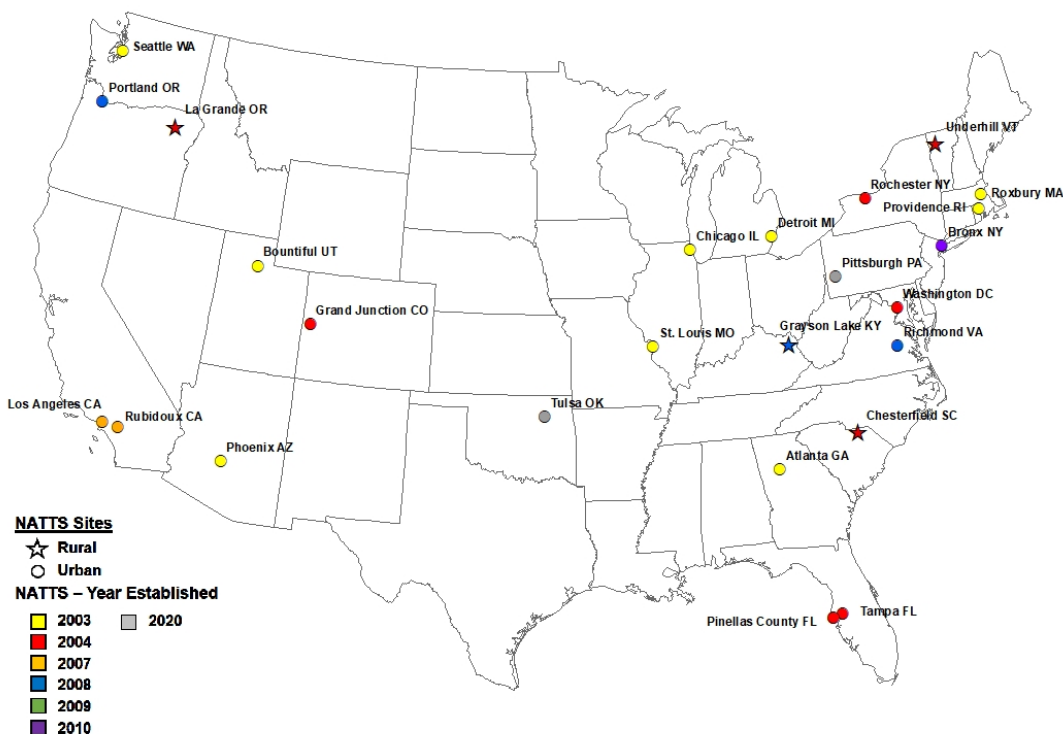 Seattle WA
Portland OR
La Grande OR
Underhill VT
Rochester NY
Roxbury MA
Providence RI
Detroit MI
Bronx NY
Chicago IL
Bountiful UT
Pittsburgh PA
Washington DC
Grand Junction CO
St. Louis MO
Grayson Lake KY
Richmond VA
Los Angeles CA
Rubidoux CA
Tulsa OK
Chesterfield SC
Phoenix AZ
Atlanta GA
Pinellas County FL
Tampa FL
NATTS Sites
Rural
Urban
NATTS – Year Established
2003
2020
2004
2007
2008
2009
2010